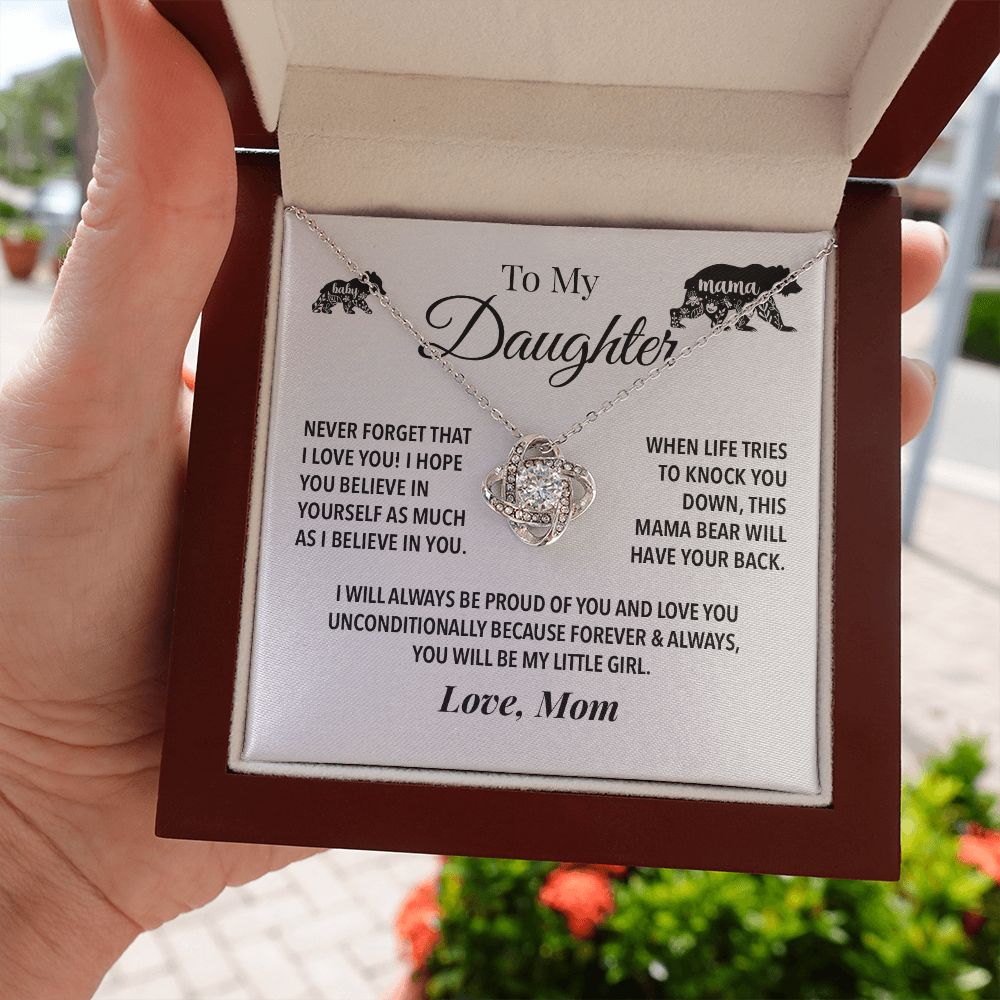 To My
Daughter
baby
mama
NEVER FORGET THAT
I LOVE YOU! I HOPE
YOU BELIEVE IN
YOURSELF AS MUCH
AS I BELIEVE IN YOU.
WHEN LIFE TRIES
TO KNOCK YOU
DOWN, THIS
MAMA BEAR WILL
HAVE YOUR BACK.
I WILL ALWAYS BE PROUD OF YOU AND LOVE YOU
UNCONDITIONALLY BECAUSE FOREVER & ALWAYS,
YOU WILL BE MY LITTLE GIRL.
Love, Mom